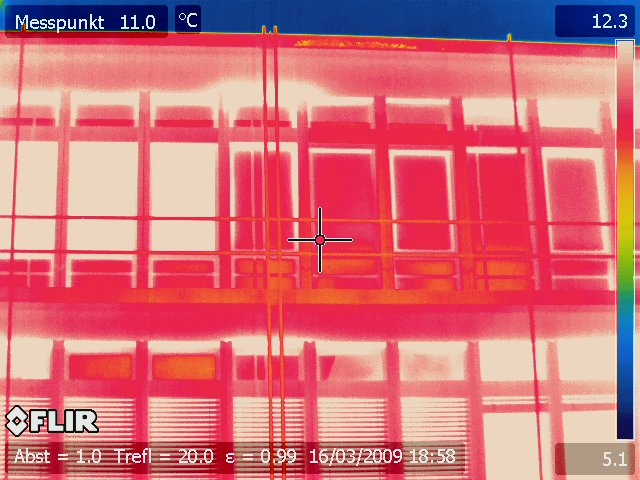 Messpunkt 11.0 °C
12.3
FLIR
Abst = 1.0 Trefl = 20.0 ε = 0.99 16/03/2009 18:58
5.1